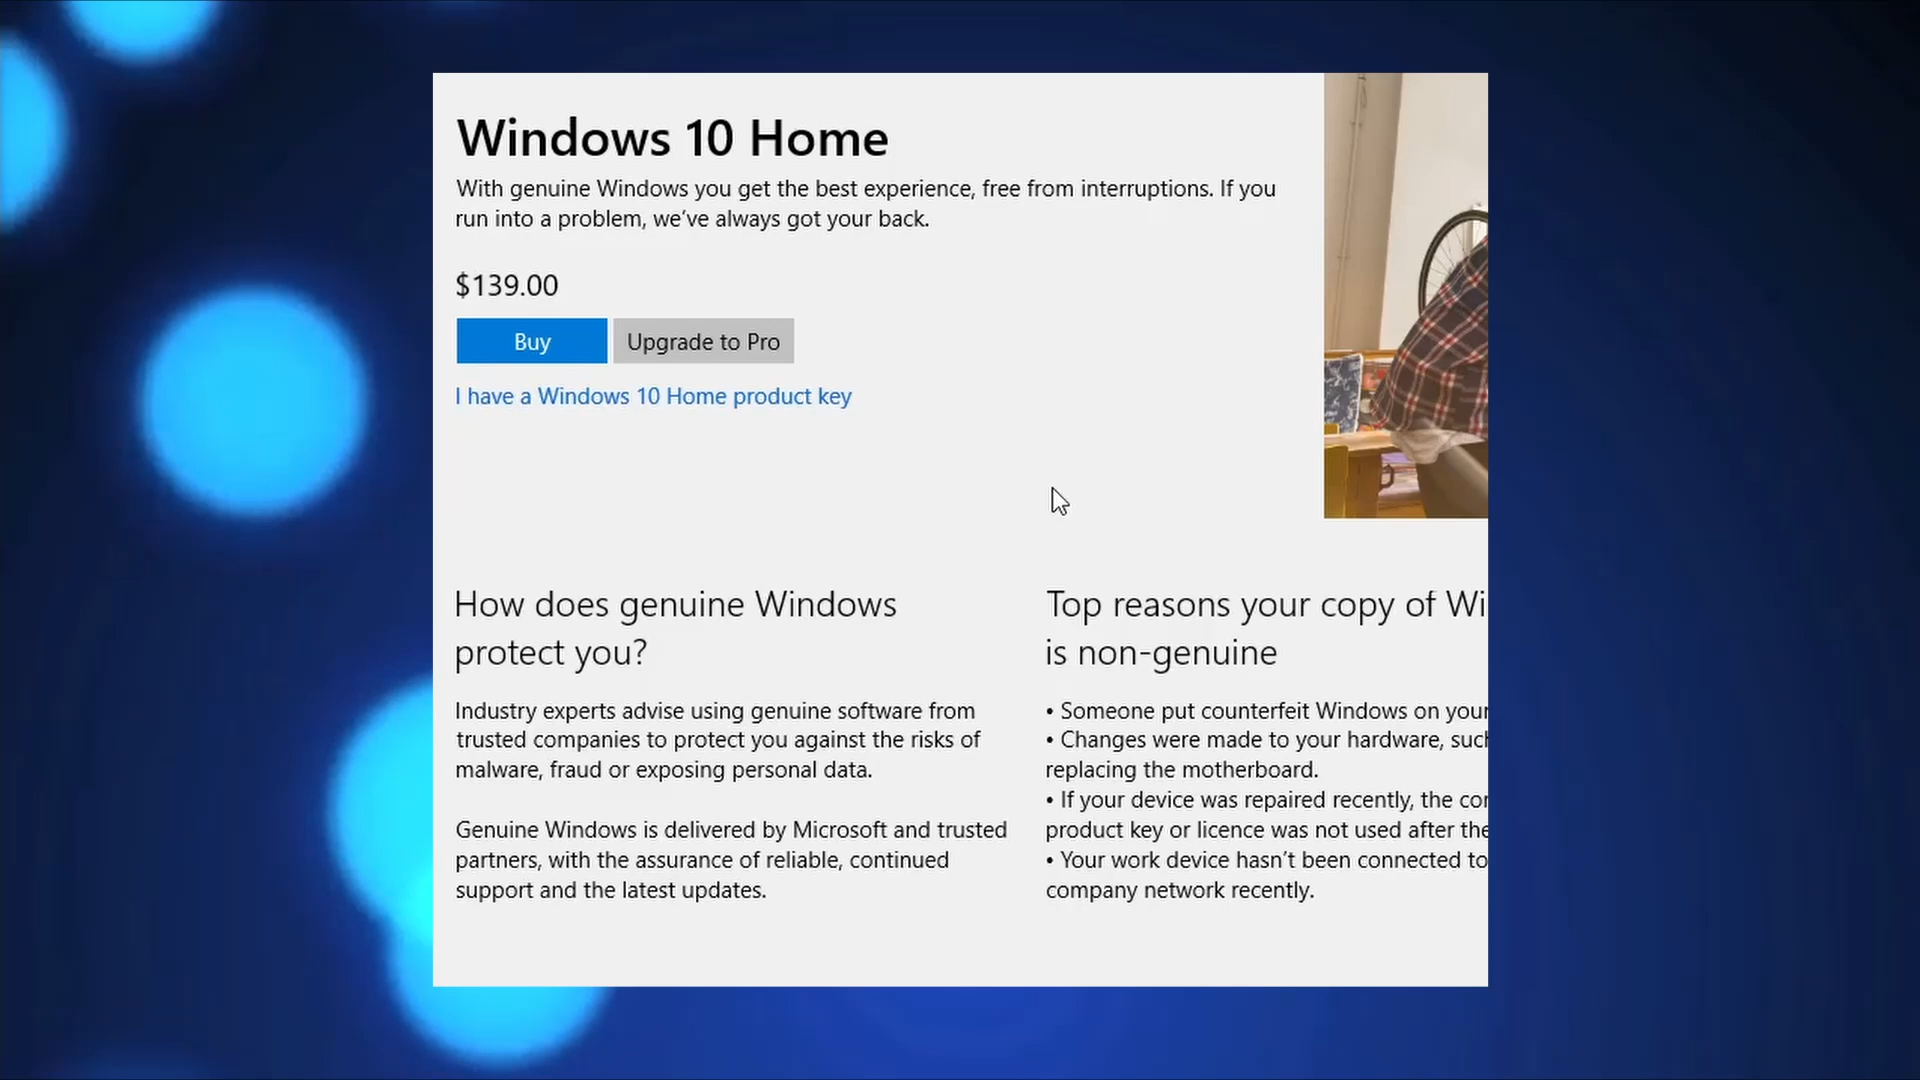 Windows 10 Home
With genuine Windows you get the best experience, free from interruptions. If you
run into a problem, we’ve always got your back.
$139.00
Buy
Upgrade to Pro
I have a Windows 10 Home product key
How does genuine Windows
protect you?
Industry experts advise using genuine software from
trusted companies to protect you against the risks of
malware, fraud or exposing personal data.
Genuine Windows is delivered by Microsoft and trusted
partners, with the assurance of reliable, continued
support and the latest updates.
Top reasons your copy of Wi
is non-genuine
• Someone put counterfeit Windows on your
• Changes were made to your hardware, such
replacing the motherboard.
• If your device was repaired recently, the
product key or licence was not used after the
• Your work device hasn’t been connected to
company network recently.